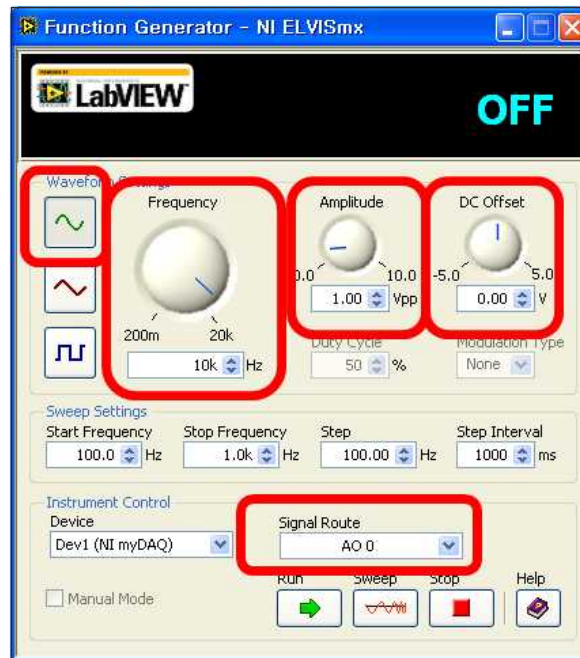 Function Generator - NI ELVISmx
LabVIEW
OFF
Waveform Settings
Frequency
200m 20k
10k Hz
Amplitude
0.0 10.0
1.00 Vpp
DC Offset
-5.0 5.0
0.00 V
Duty Cycle
50 %
Modulation Type
None
Sweep Settings
Start Frequency
100.0 Hz
Stop Frequency
1.0k Hz
Step
100.00 Hz
Step Interval
1000 ms
Instrument Control
Device
Dev1 (NI myDAQ)
Signal Route
AO 0
Manual Mode
Run Sweep Stop Help